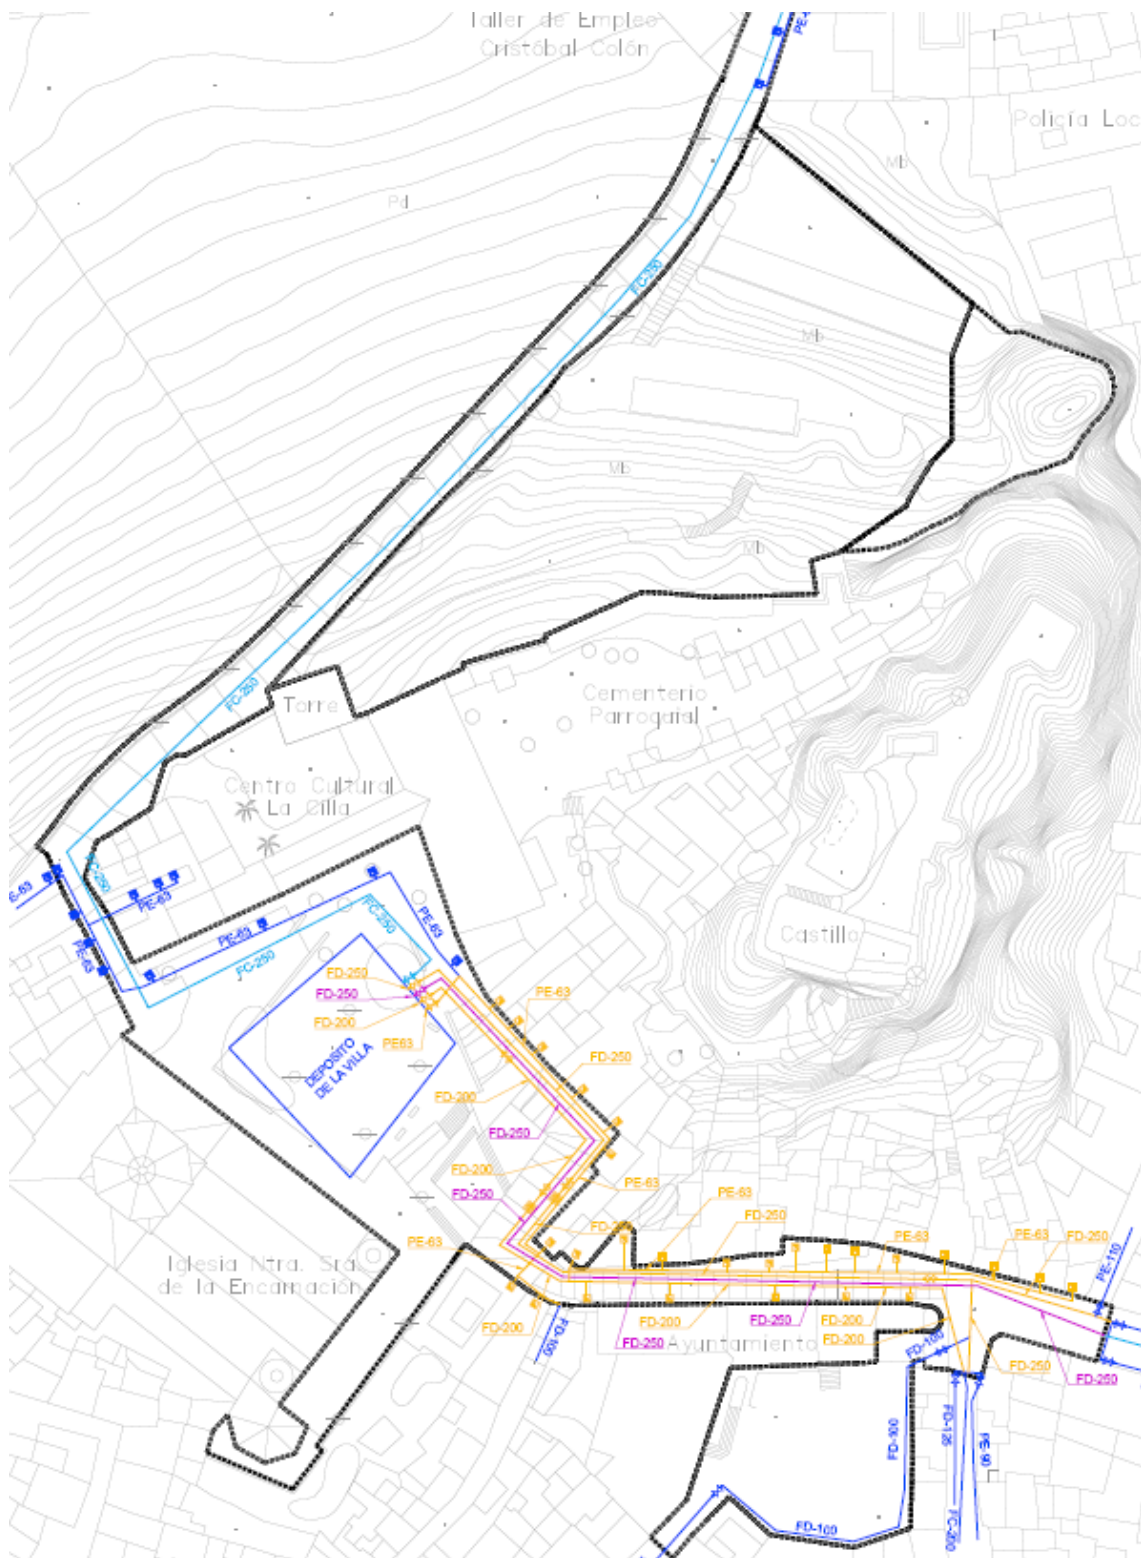 Taller de Empleo
Cristóbal Colón
Policía Loc
Mb
Pd
FC-250
Mb
Mb
Mb
Cementerio
Parroquial
FC-250
Torre
Centro Cultural
La Cilla
FC-250
PE-63
PE-63
PE-63
FC-250
PE-63
FC-250
PE-63
Castillo
FD-250
FD-250
FD-200
PE63
PE-63
DEPOSITO
DE LA VILLA
FD-250
FD-200
FD-250
FD-200
FD-250
PE-63
PE-63
FD-250
PE-63
PE-63
PE-63
FD-250
PE-110
Iglesia Ntra. Sra.
de la Encarnación
FD-200
FD-100
FD-200
FD-250
FD-250
FD-200
FD-200
Ayuntamiento
FD-100
FD-250
FD-250
FD-100
FD-125
PE-90
FD-100
FC-200